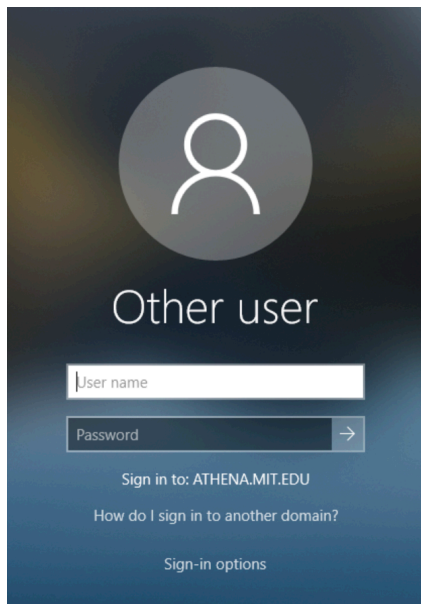 Other user
User name
Password
Sign in to: ATHENA.MIT.EDU
How do I sign in to another domain?
Sign-in options